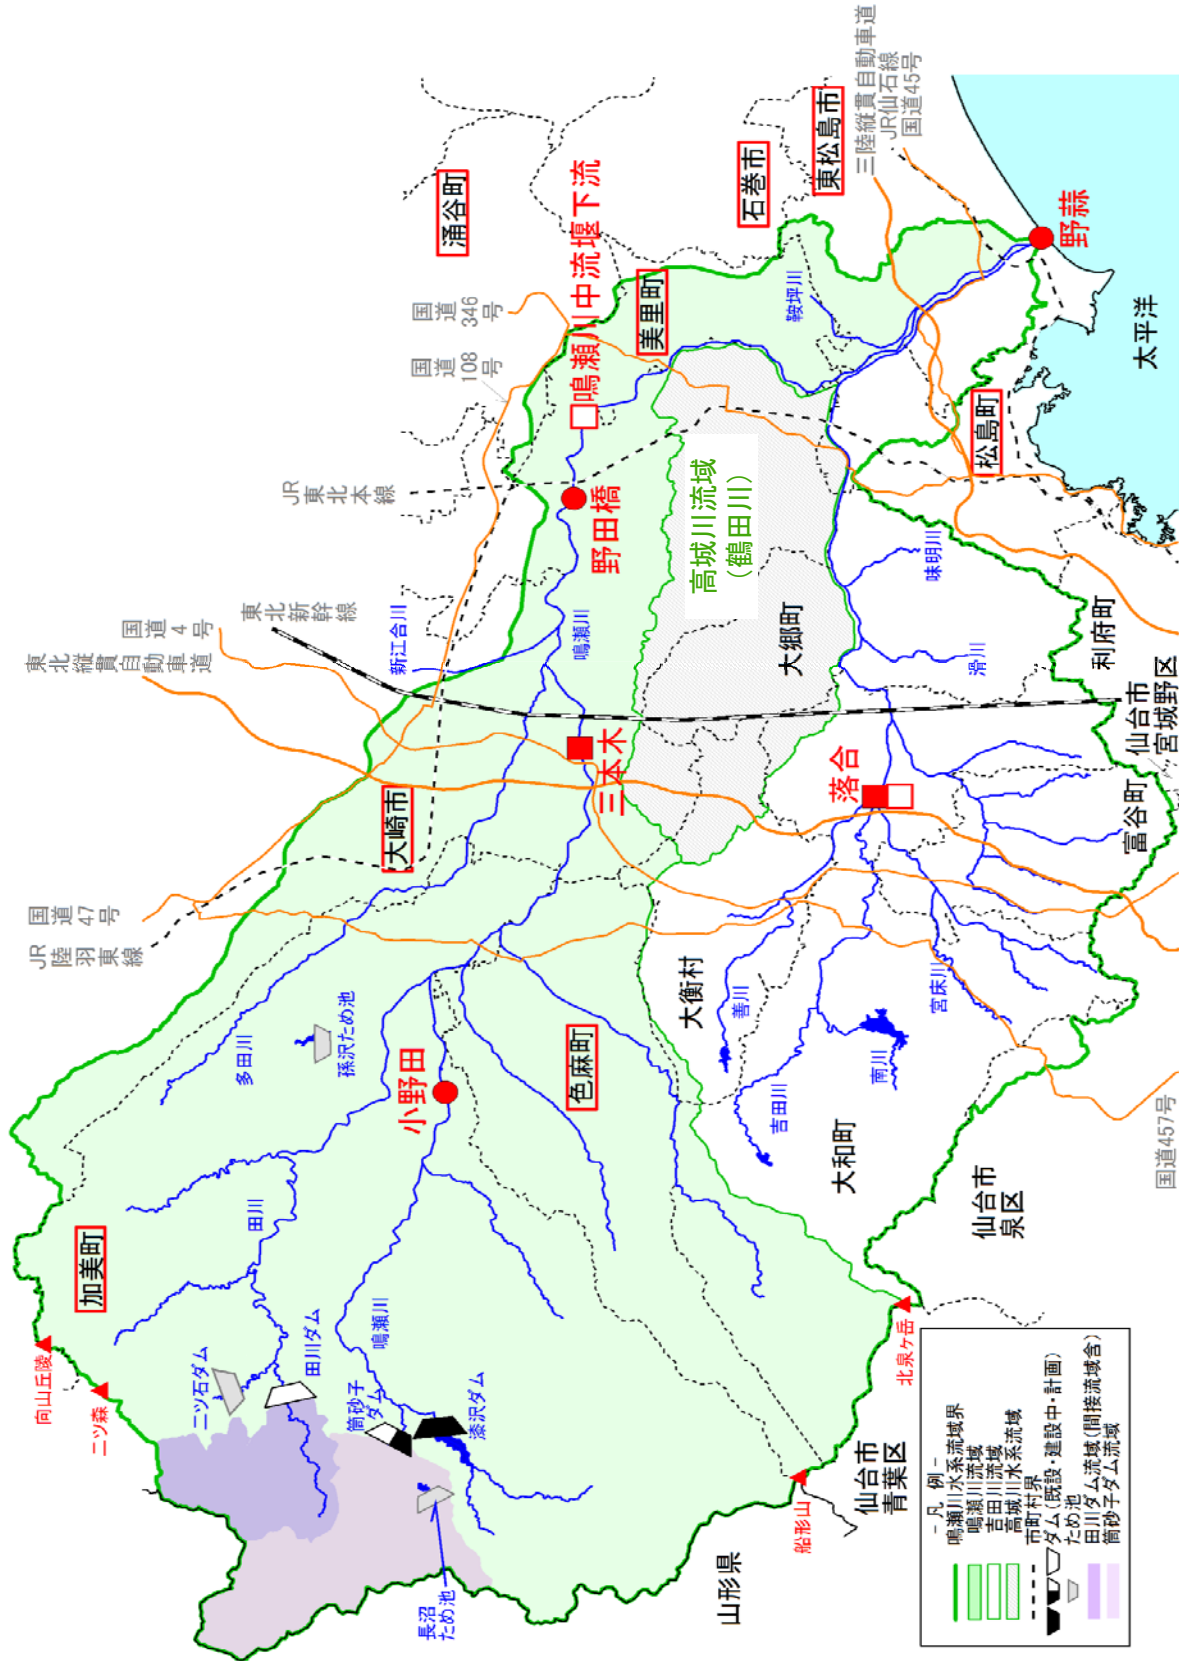 国道45号
JR仙石線
三陸縦貫自動車道
東松島市
石巻市
涌谷町
国道
346
号
国道
108
号
鳴瀬川中流堰下流
美里町
鞍坪川
野蒜
太平洋
松島町
JR
東北本線
野田橋
高城川流域
（鶴田川）
味明川
東北新幹線
国道
4号
東北縦貫自動車道
新江合川
鳴瀬川
大郷町
滑川
利府町
仙台市
宮城野区
富谷町
三本木
落合
大崎市
国道
47号
JR
陸羽東線
多田川
孫沢ため池
小野田
色麻町
大衡村
善川
吉田川
南川
宮床川
大和町
仙台市
泉区
国道457号
加美町
田川
向山丘陵
二ツ森
二ツ石ダム
田川ダム
鳴瀬川
筒砂子
ダム
漆沢ダム
長沼
ため池
北泉ヶ岳
船形山
仙台市
青葉区
山形県
- 凡 例 -
鳴瀬川水系流域界
鳴瀬川流域
吉田川流域
高城川水系流域
市町村界
ダム(既設・建設中・計画)
ため池
田川ダム流域(間接流域含)
筒砂子ダム流域